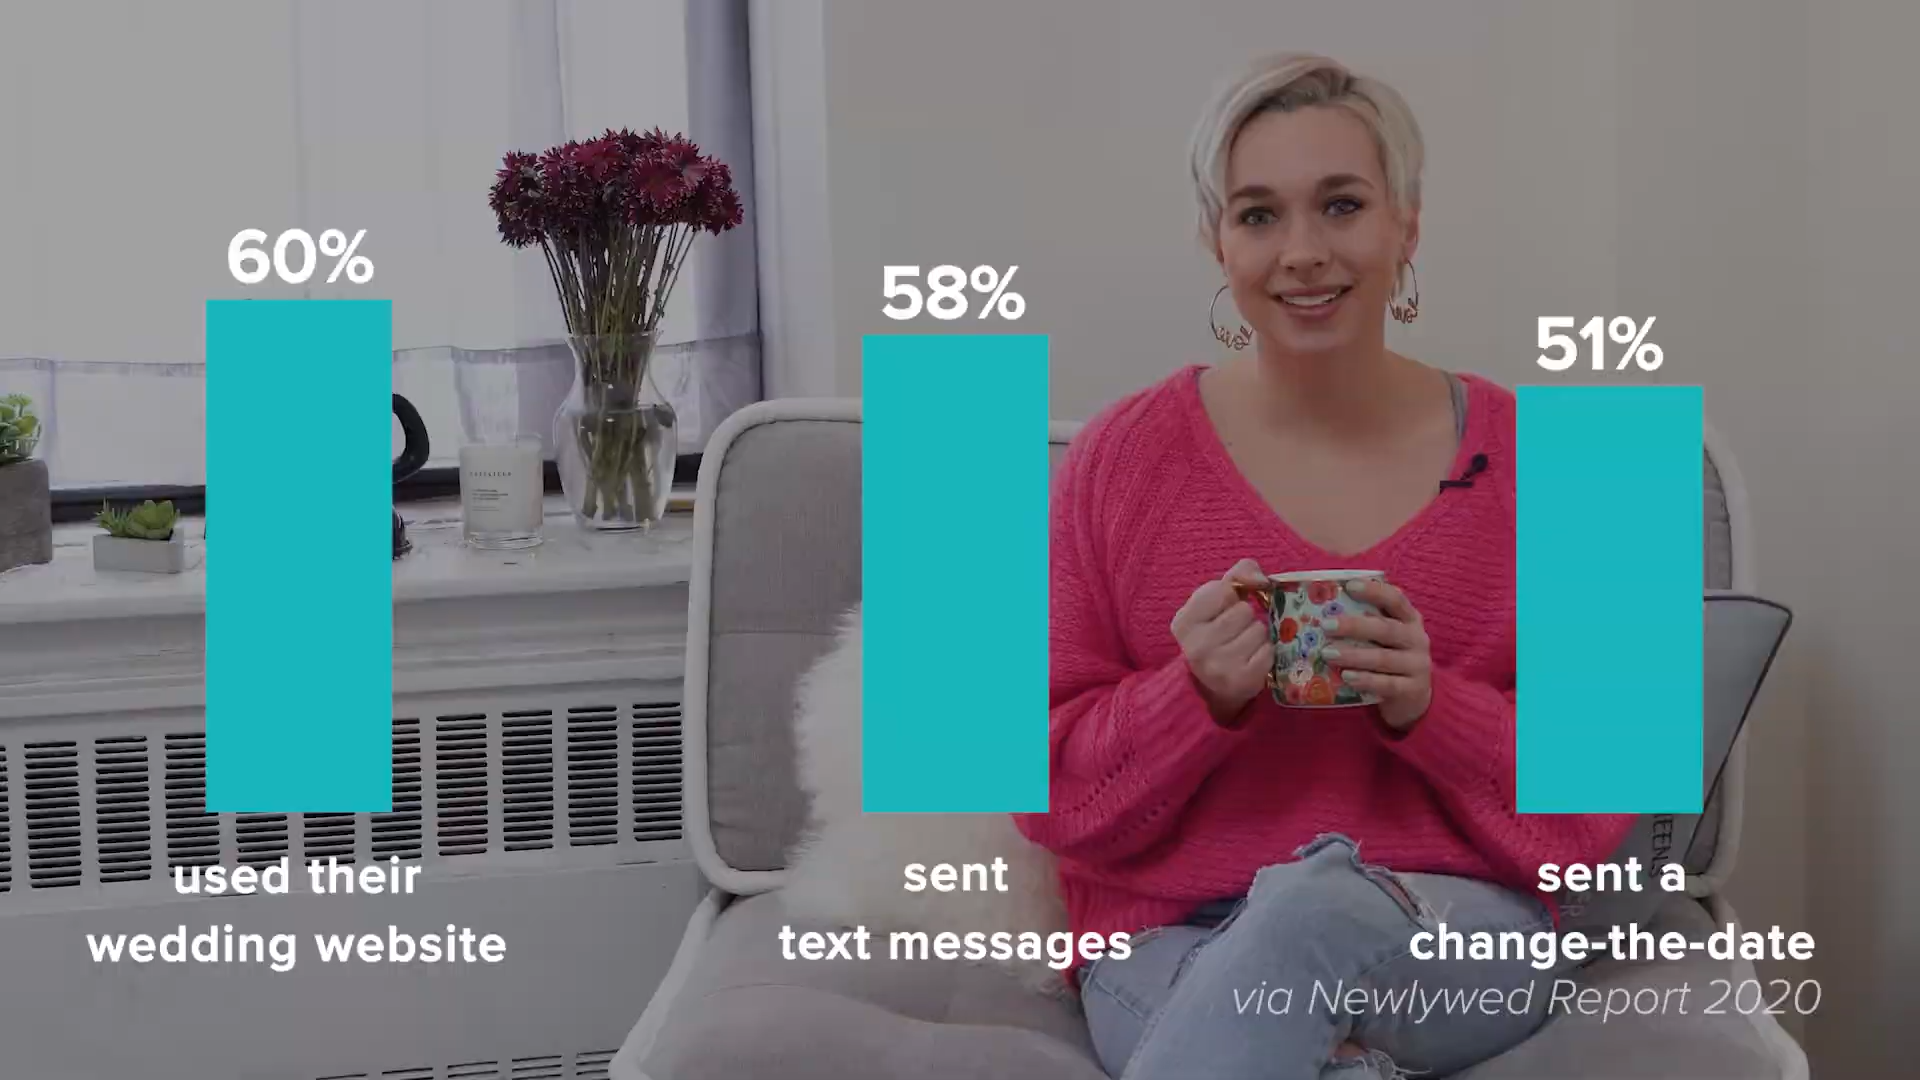 60%
58%
51%
used their
wedding website
sent
text messages
sent a
change-the-date
via Newlywed Report 2020